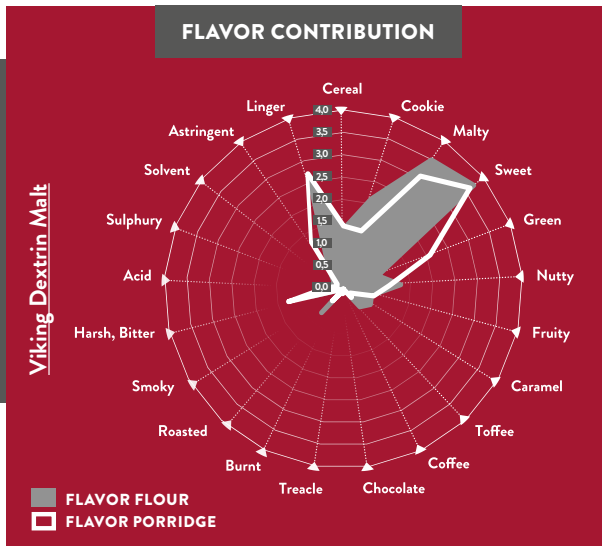 FLAVOR CONTRIBUTION
Viking Dextrin Malt
Cereal
Cookie
Malty
Sweet
Green
Nutty
Fruity
Caramel
Toffee
Coffee
Chocolate
Treacle
Burnt
Roasted
Smoky
Harsh, Bitter
Acid
Sulphury
Solvent
Astringent
Linger
4,0
3,5
3,0
2,5
2,0
1,5
1,0
0,5
0,0
FLAVOR FLOUR
FLAVOR PORRIDGE